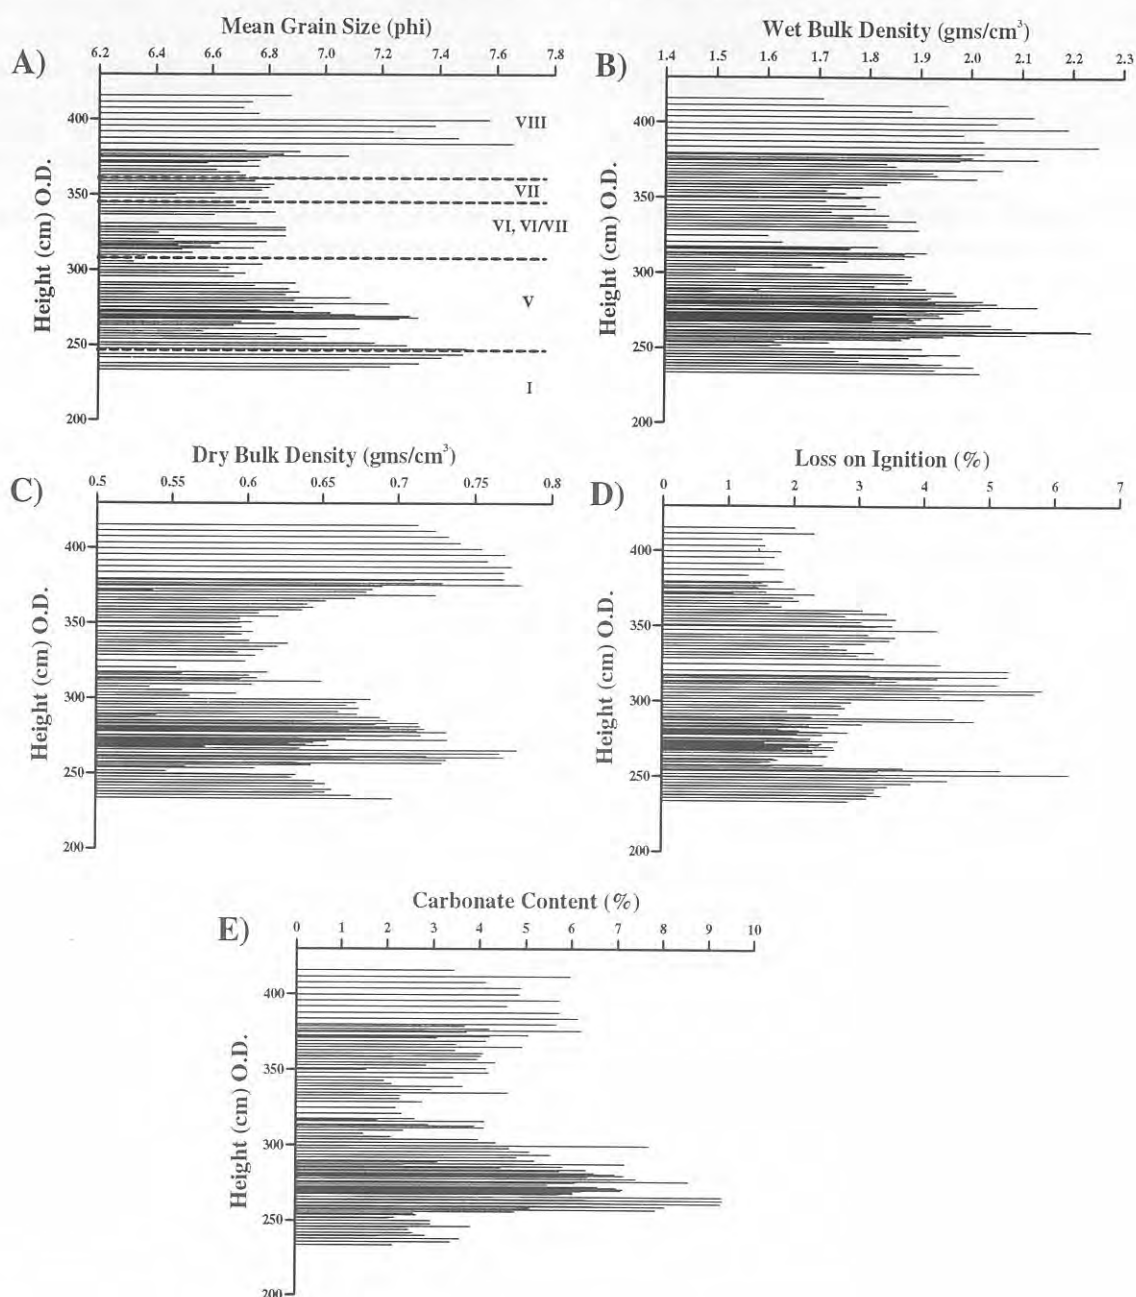 Mean Grain Size (phi)
6.2 6.4 6.6 6.8 7.0 7.2 7.4 7.6 7.8
A)
400
350
300
250
200
Height (cm) O.D.
VIII
VII
VI, VI/VII
V
I
Wet Bulk Density (gms/cm³)
1.4 1.5 1.6 1.7 1.8 1.9 2.0 2.1 2.2 2.3
B)
400
350
300
250
200
Height (cm) O.D.
Dry Bulk Density (gms/cm³)
0.5 0.55 0.6 0.65 0.7 0.75 0.8
C)
400
350
300
250
200
Height (cm) O.D.
Loss on Ignition (%)
0 1 2 3 4 5 6 7
D)
400
350
300
250
200
Height (cm) O.D.
Carbonate Content (%)
0 1 2 3 4 5 6 7 8 9 10
E)
400
350
300
250
200
Height (cm) O.D.